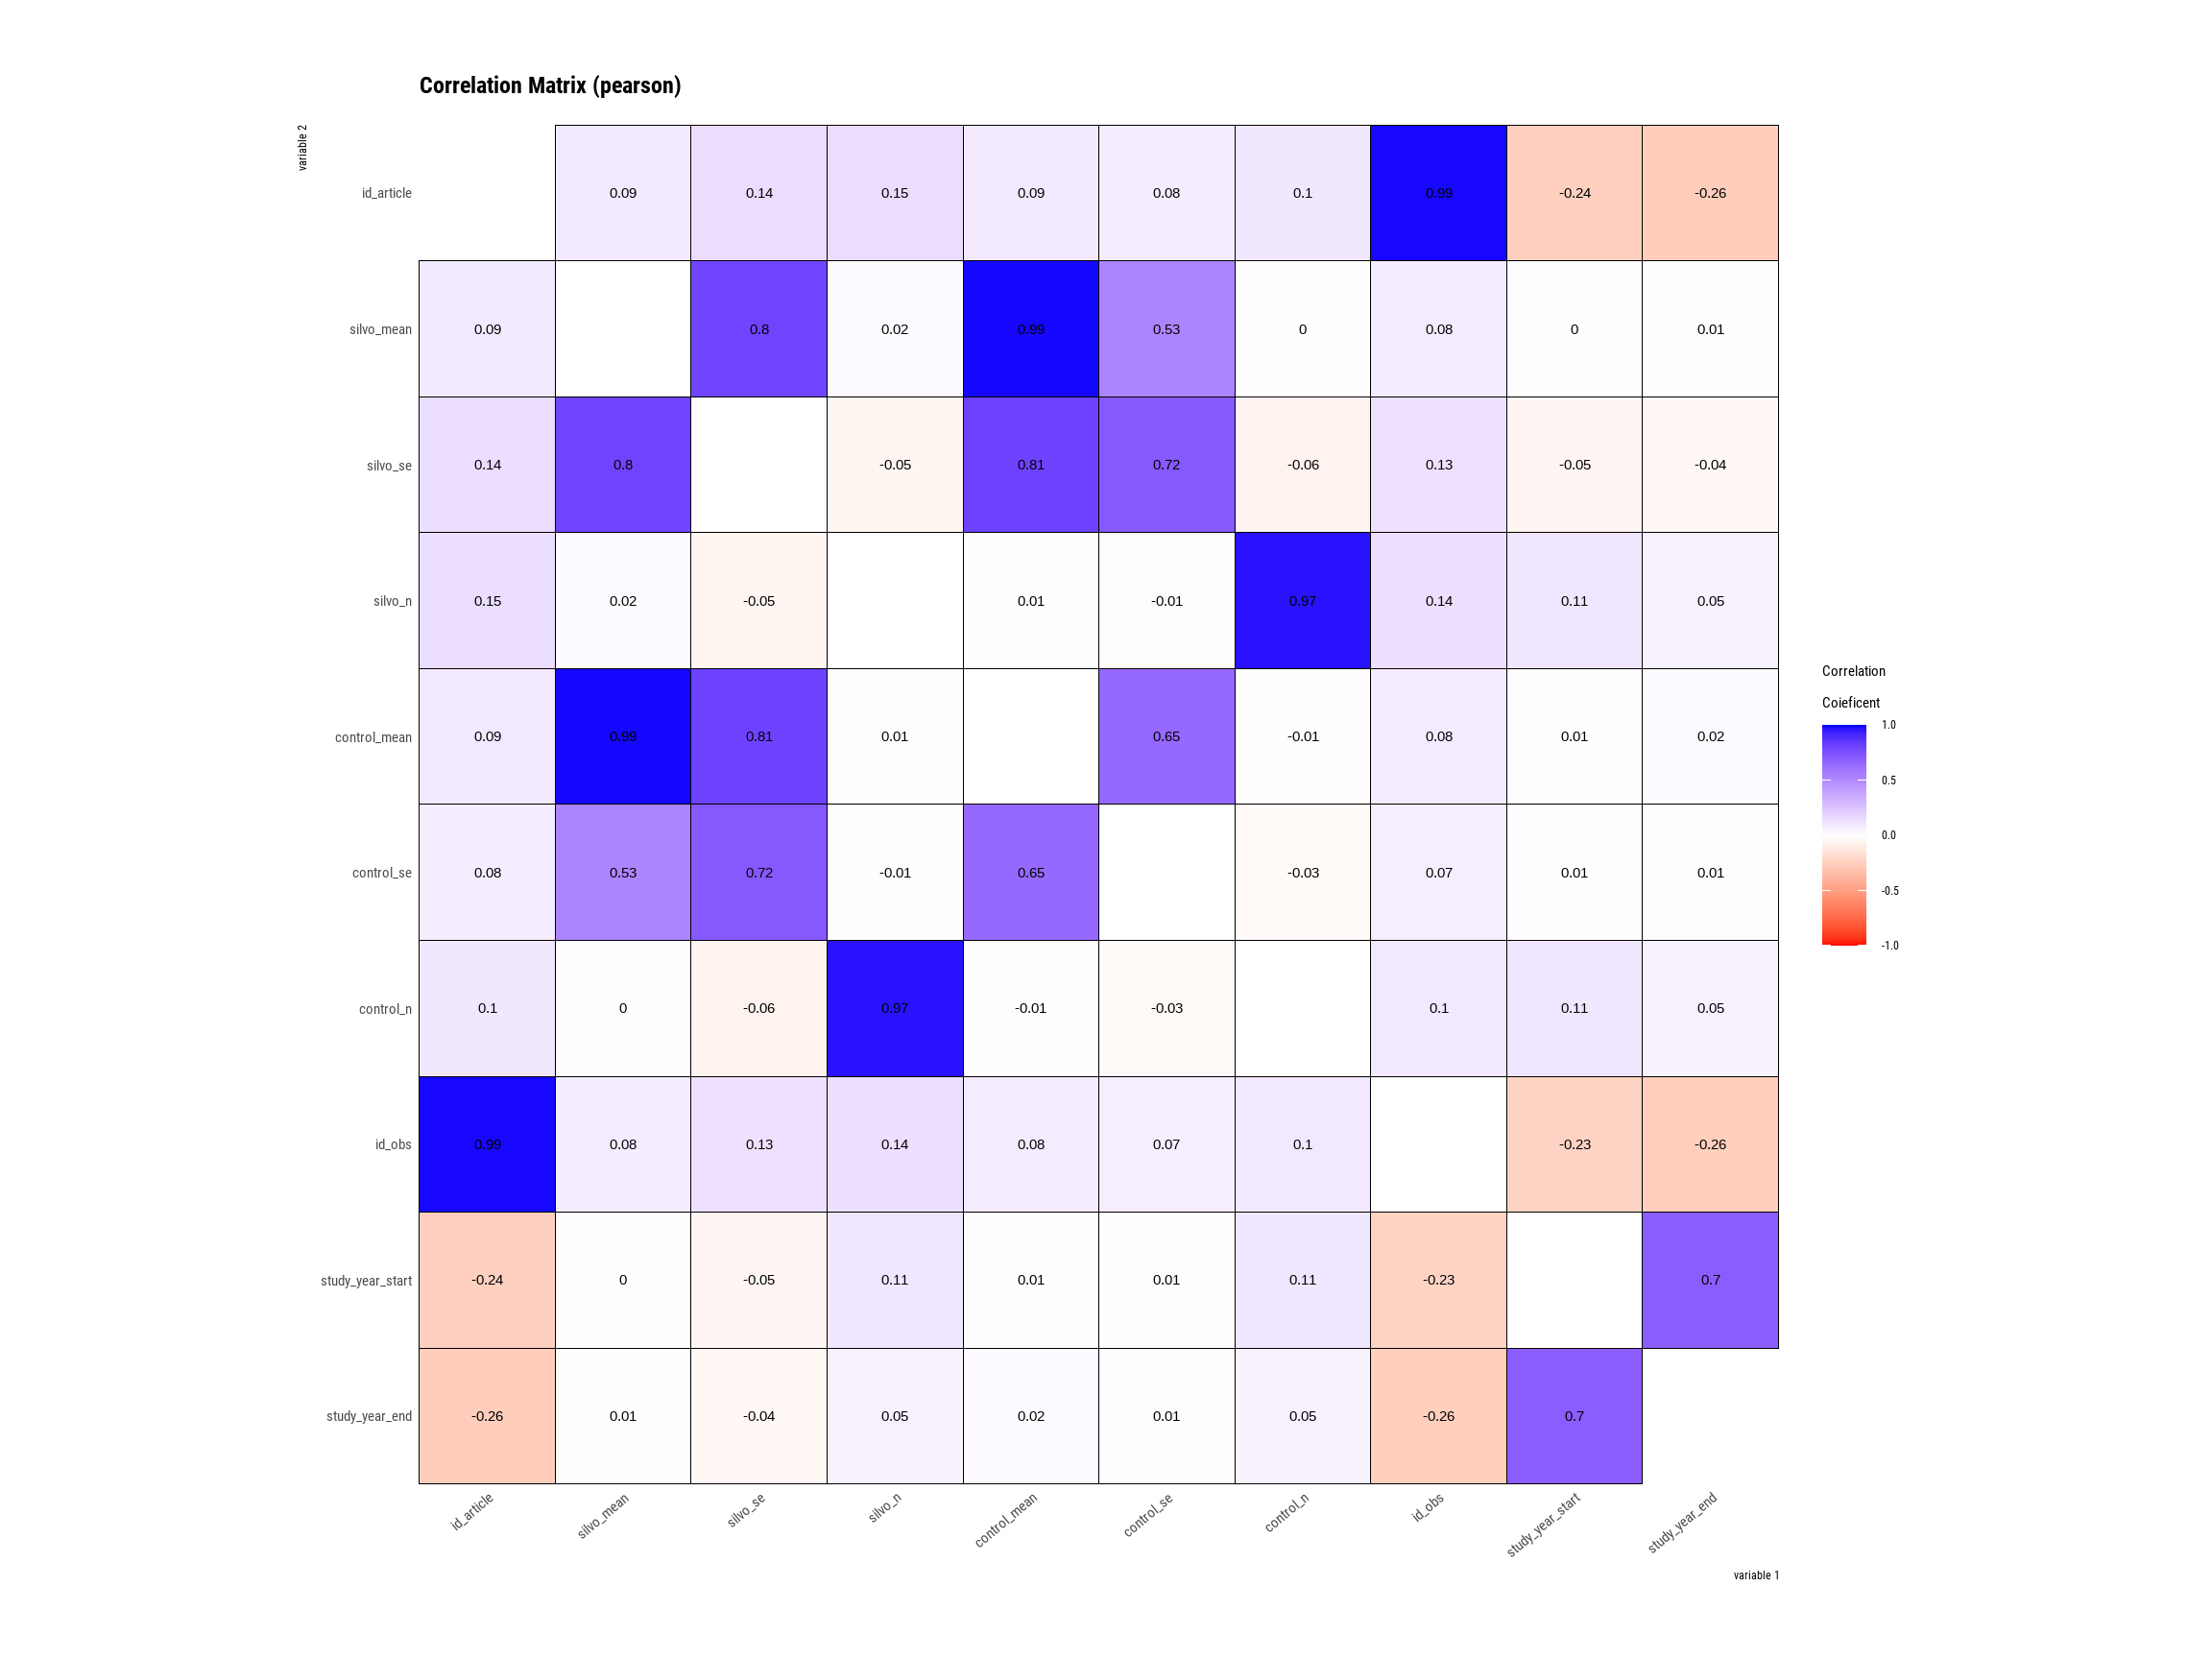 Correlation Matrix (pearson)
variable 2
id_article 0.09 0.14 0.15 0.09 0.08 0.1 0.99 -0.24 -0.26
silvo_mean 0.09 0.8 0.02 0.99 0.53 0 0.08 0 0.01
silvo_se 0.14 0.8 -0.05 0.81 0.72 -0.06 0.13 -0.05 -0.04
silvo_n 0.15 0.02 -0.05 0.01 -0.01 0.97 0.14 0.11 0.05
control_mean 0.09 0.99 0.81 0.01 0.65 -0.01 0.08 0.01 0.02
control_se 0.08 0.53 0.72 -0.01 0.65 -0.03 0.07 0.01 0.01
control_n 0.1 0 -0.06 0.97 -0.01 -0.03 0.1 0.11 0.05
id_obs 0.99 0.08 0.13 0.14 0.08 0.07 0.1 -0.23 -0.26
study_year_start -0.24 0 -0.05 0.11 0.01 0.01 0.11 -0.23 0.7
study_year_end -0.26 0.01 -0.04 0.05 0.02 0.01 0.05 -0.26 0.7
id_article silvo_mean silvo_se silvo_n control_mean control_se control_n id_obs study_year_start study_year_end
variable 1
Correlation
Coieficent
1.0
0.5
0.0
-0.5
-1.0